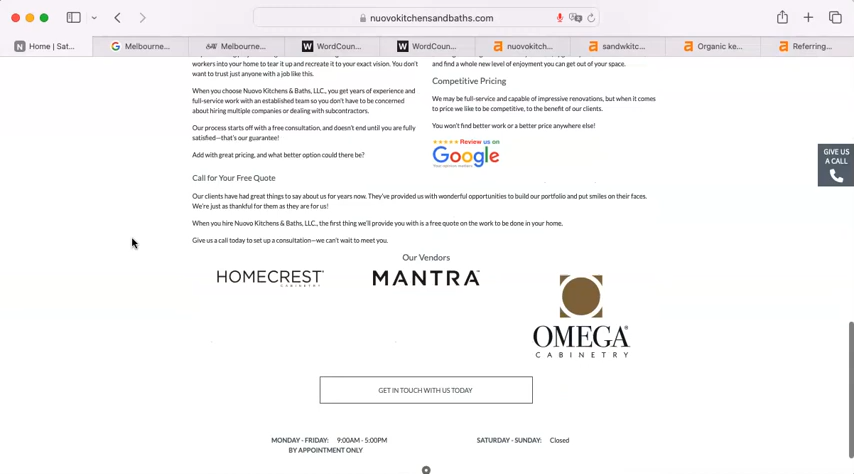 nuovokitchensandbaths.com
Home | Sat...
Melbourne...
Melbourne...
WordCoun...
WordCoun...
nuovokitch...
sandwkitc...
Organic ke...
Referring...
workers into your home to tear it up and recreate it to your exact vision. You don't
want to trust just anyone with a job like this.
When you choose Nuovo Kitchens & Baths, LLC., you get years of experience and
full-service work with an established team so you don't have to be concerned
about hiring multiple companies or dealing with subcontractors.
Our process starts off with a free consultation, and doesn't end until you are fully
satisfied—that's our guarantee!
Add with great pricing, and what better option could there be?
and find a whole new level of enjoyment you can get out of your space.
Competitive Pricing
We may be full-service and capable of impressive renovations, but when it comes
to price we like to be competitive, to the benefit of our clients.
You won't find better work or a better price anywhere else!
Review us on
Google
GIVE US
A CALL
Call for Your Free Quote
Our clients have had great things to say about us for years now. They've provided us with wonderful opportunities to build our portfolio and put smiles on their faces.
We're just as thankful for them as they are for us!
When you hire Nuovo Kitchens & Baths, LLC., the first thing we'll provide you with is a free quote on the work to be done in your home.
Give us a call today to set up a consultation—we can't wait to meet you.
Our Vendors
HOMECREST
CABINETRY
MANTRA
OMEGA
CABINETRY
GET IN TOUCH WITH US TODAY
MONDAY - FRIDAY: 9:00AM - 5:00PM
BY APPOINTMENT ONLY
SATURDAY - SUNDAY: Closed